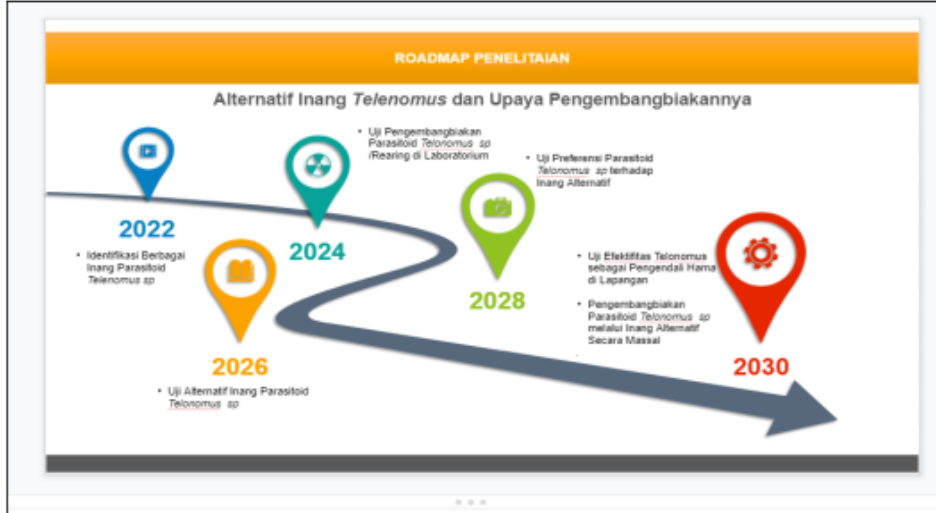 ROADMAP PENELITAIAN
Alternatif Inang Telenomus dan Upaya Pengembangbiakannya
2022
• Identifikasi Berbagai
Inang Parasitoid
Telenomus sp
2024
• Uji Pengembangbiakan
Parasitoid Telonomus sp
/Rearing di Laboratorium
2026
• Uji Alternatif Inang Parasitoid
Telonomus sp
2028
• Uji Preferensi Parasitoid
Telonomus sp terhadap
Inang Alternatif
2030
• Uji Efektifitas Telonomus
sebagai Pengendali Hama
di Lapangan
• Pengembangbiakan
Parasitoid Telonomus sp
melalui Inang Alternatif
Secara Massal